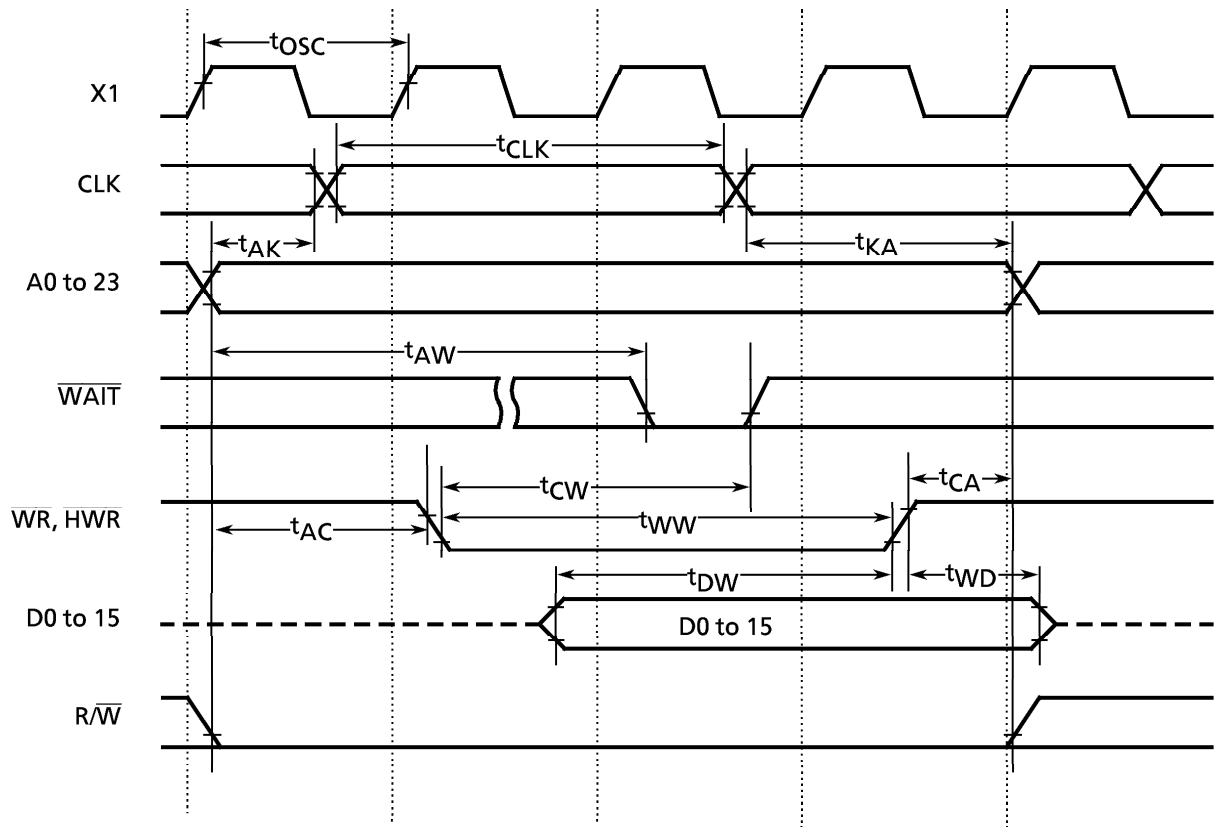 tOSC
X1
tCLK
CLK
tAK
tKA
A0 to 23
tAW
WAIT
tCW
tCA
WR, HWR
tAC
tWW
tDW
tWD
D0 to 15
D0 to 15
R/W